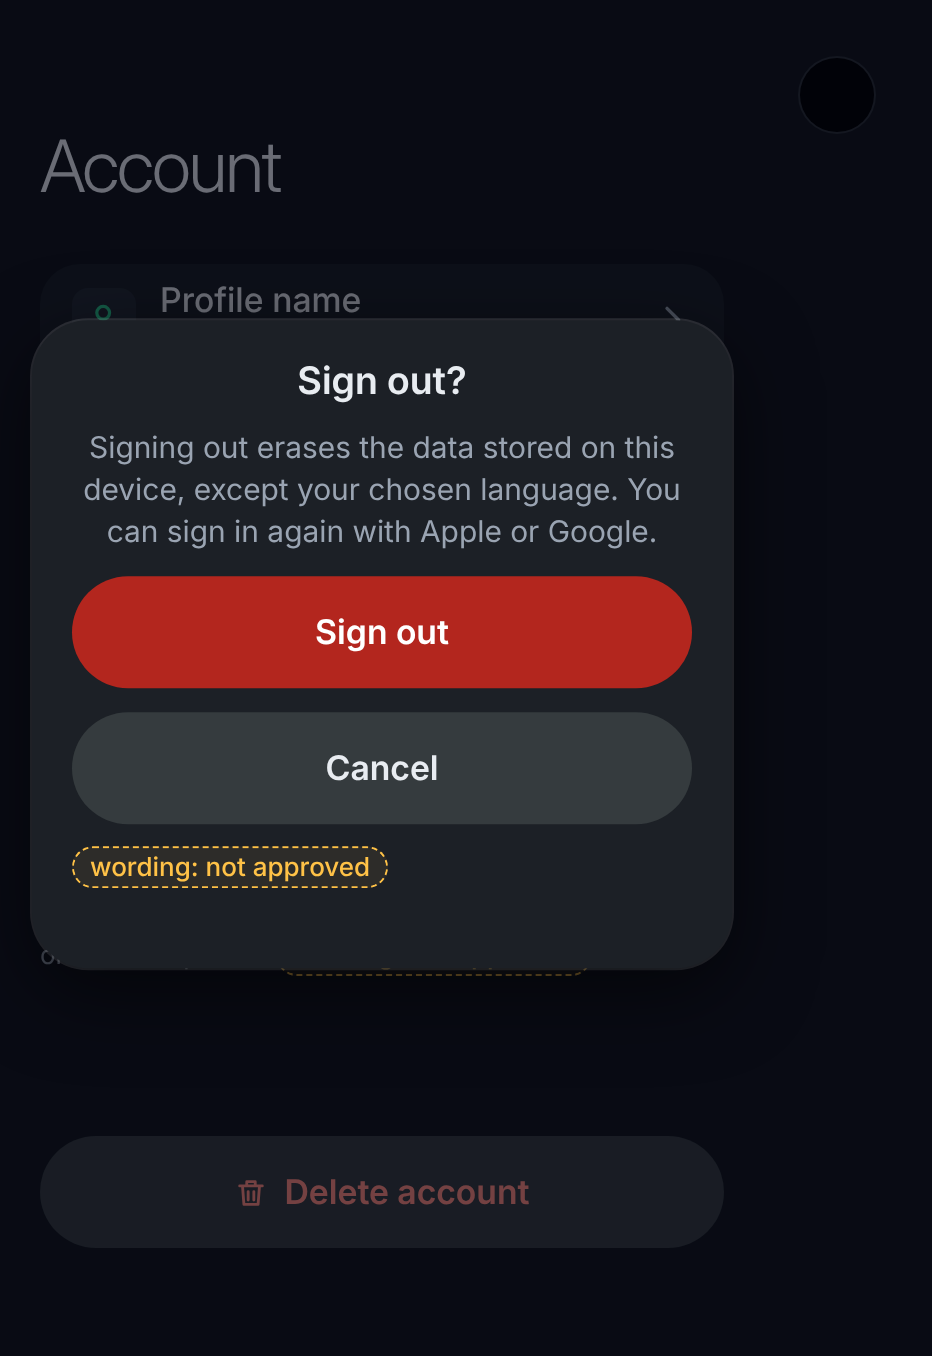 Account
Profile name
Sign out?
Signing out erases the data stored on this
device, except your chosen language. You
can sign in again with Apple or Google.
Sign out
Cancel
wording: not approved
Delete account